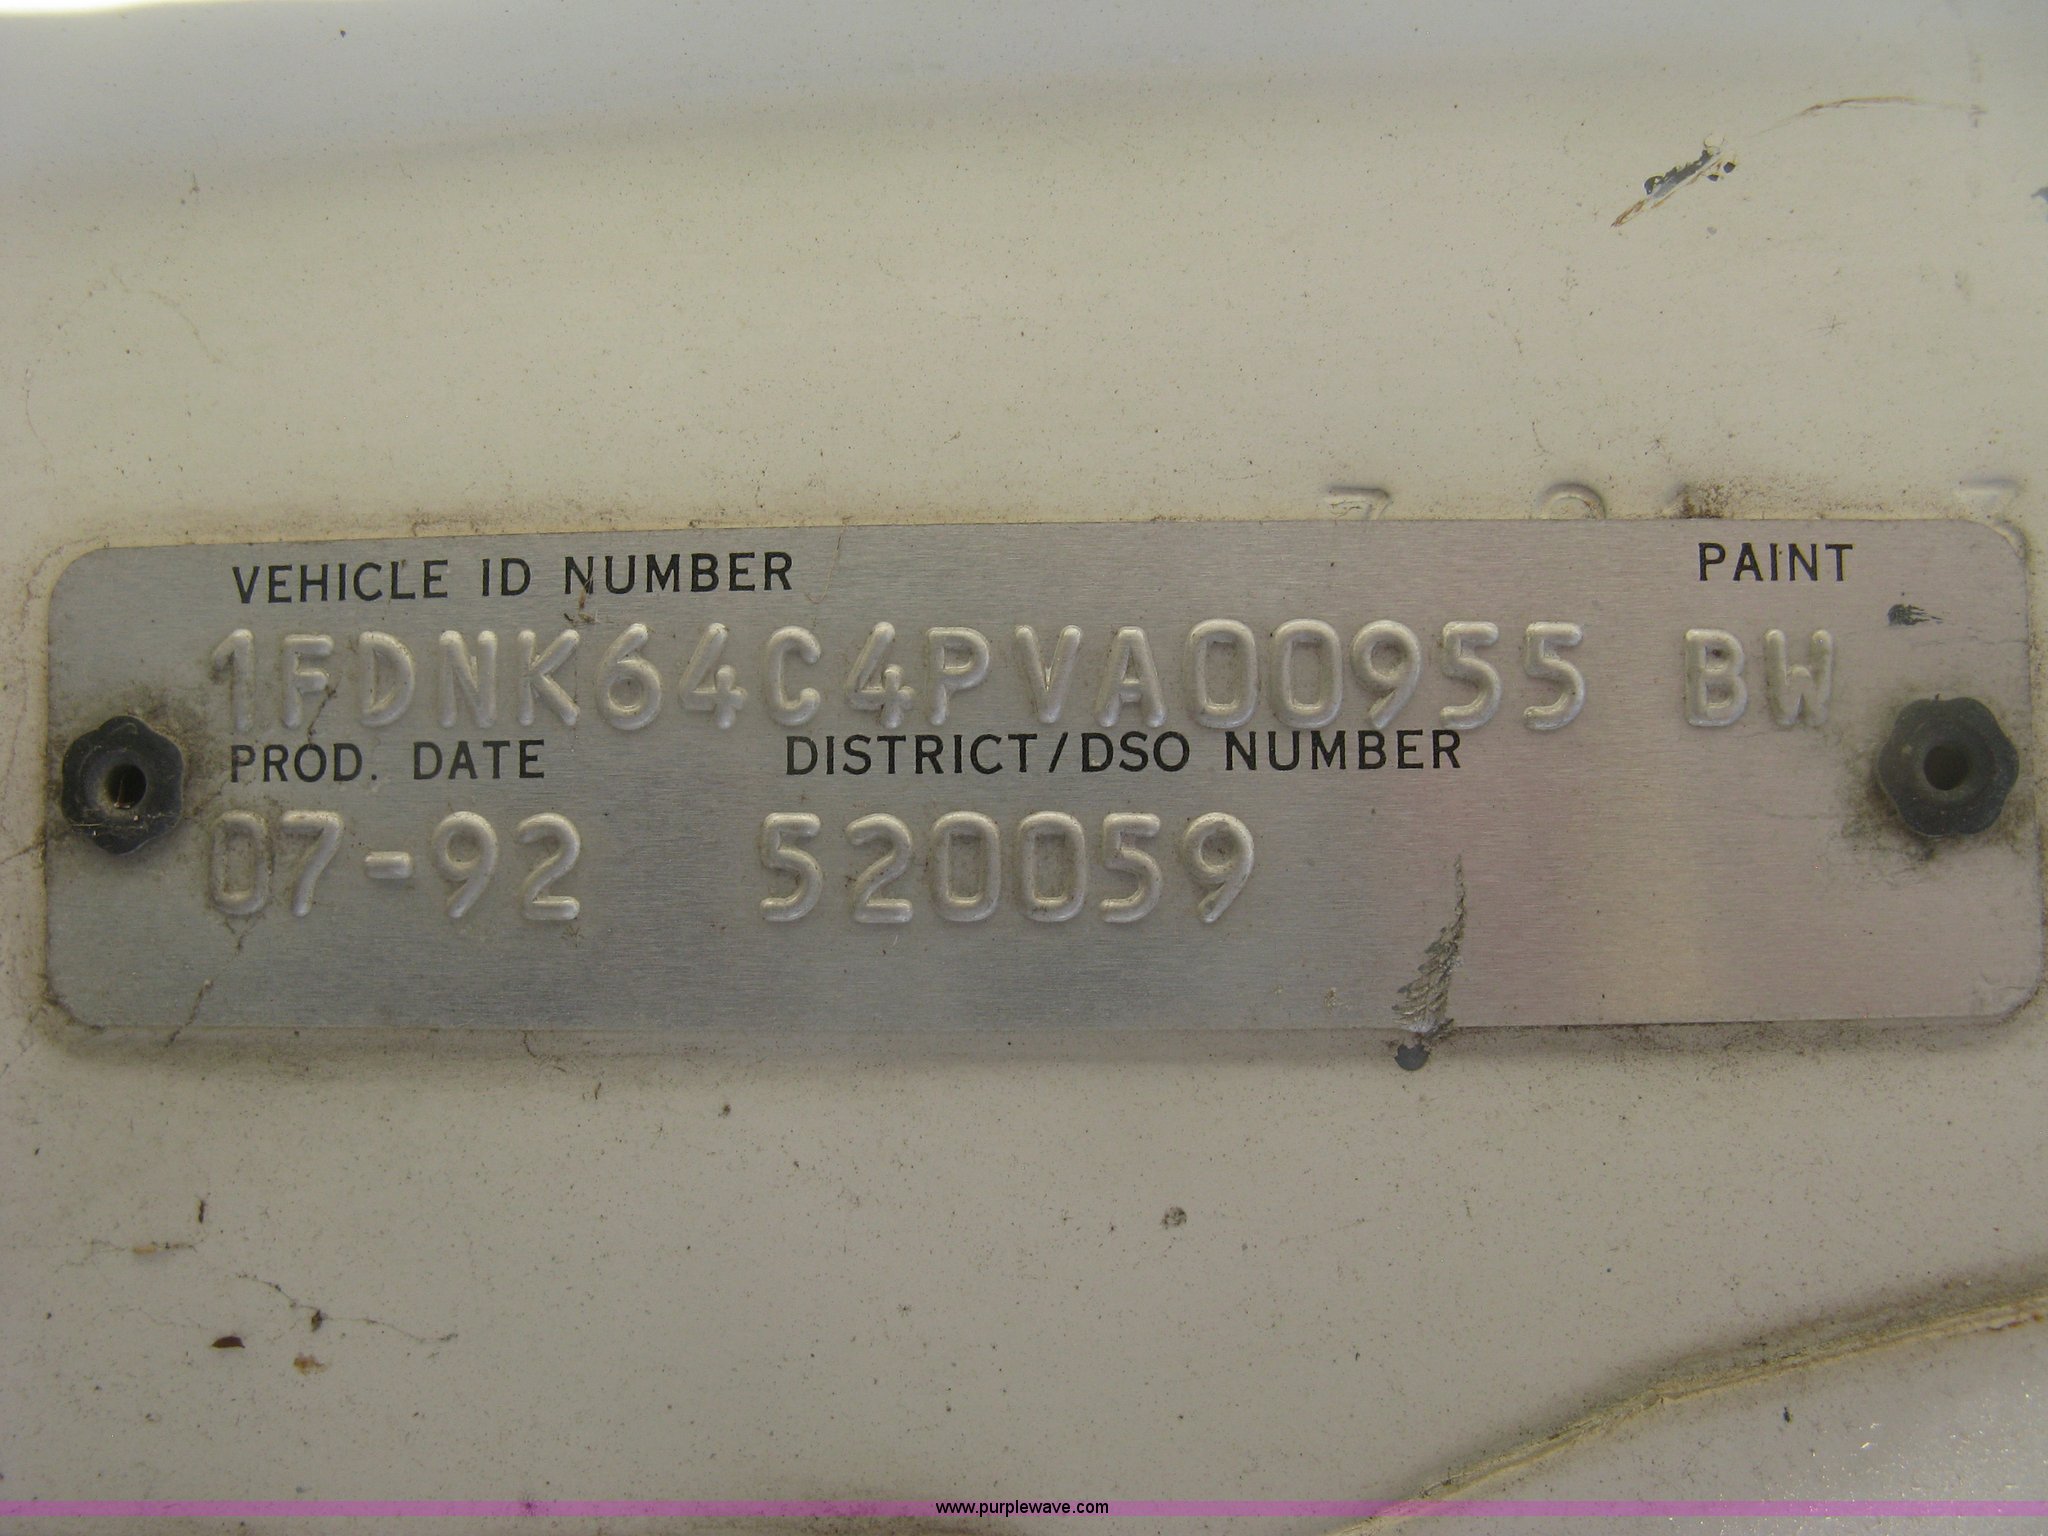 VEHICLE ID NUMBER PAINT
1FDNK64C4PVA00955 BW
PROD. DATE DISTRICT/DSO NUMBER
07-92 520059
www.purplewave.com